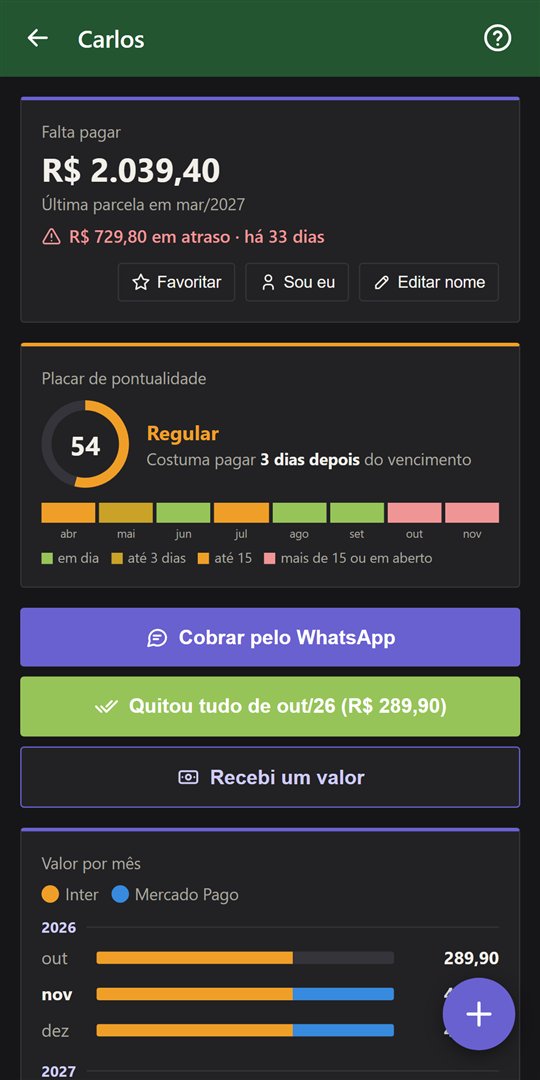 Carlos
Falta pagar
R$ 2.039,40
Última parcela em mar/2027
R$ 729,80 em atraso · há 33 dias
Favoritar Sou eu Editar nome
Placar de pontualidade
54
Regular
Costuma pagar 3 dias depois do vencimento
abr mai jun jul ago set out nov
em dia até 3 dias até 15 mais de 15 ou em aberto
Cobrar pelo WhatsApp
Quitou tudo de out/26 (R$ 289,90)
Recebi um valor
Valor por mês
Inter Mercado Pago
2026
out 289,90
nov
dez
2027